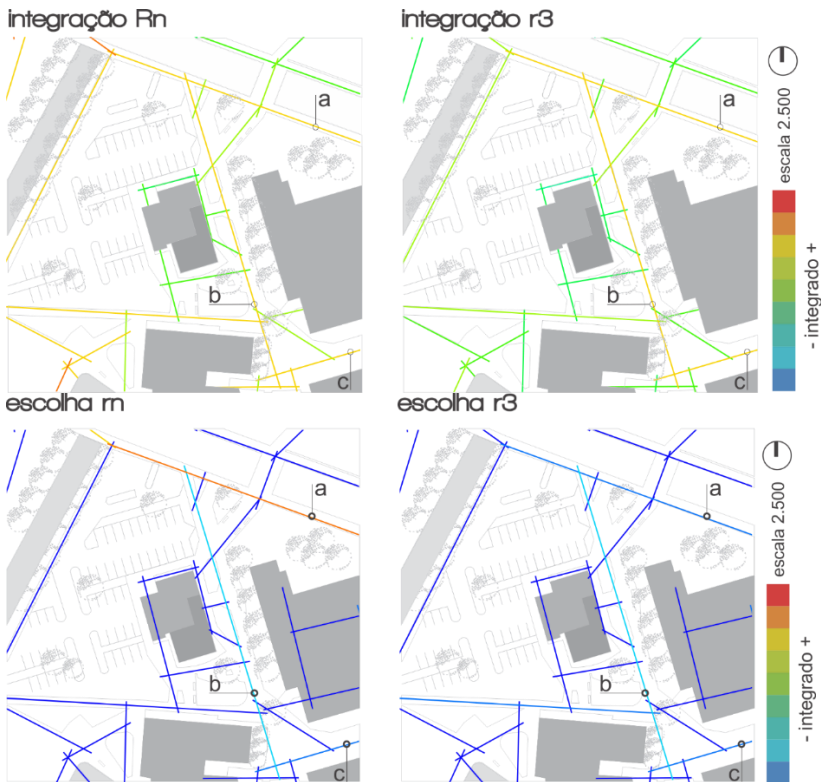 integração Rn
integração r3
a
b
c
a
b
c
escala 2.500
- integrado +
escolha rn
escolha r3
a
b
c
a
b
c
escala 2.500
- integrado +